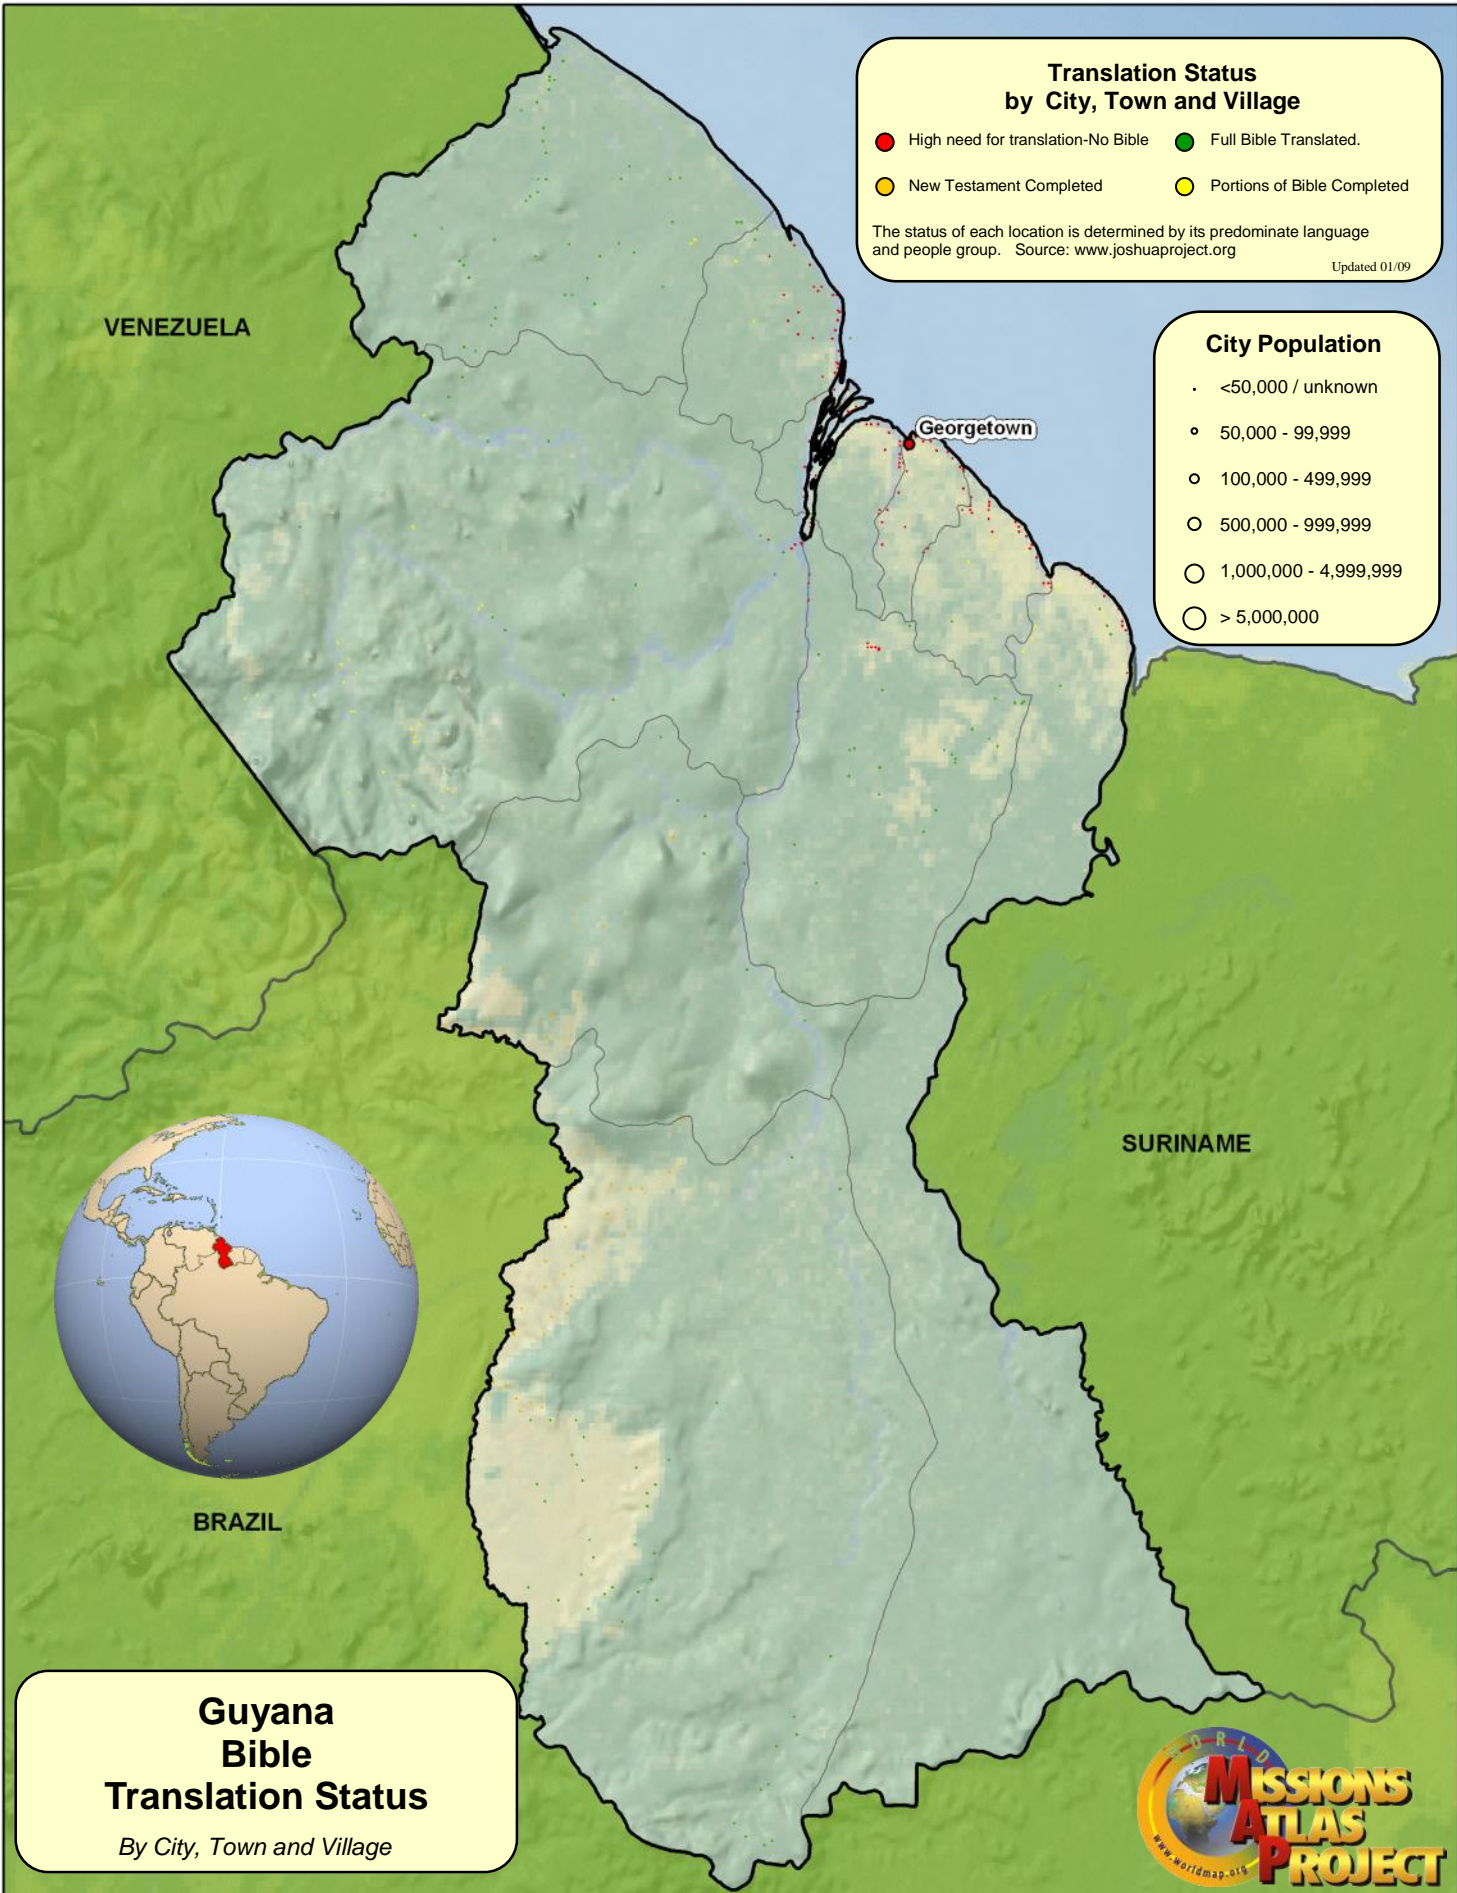 Translation Status
by City, Town and Village
High need for translation-No Bible
Full Bible Translated.
New Testament Completed
Portions of Bible Completed
The status of each location is determined by its predominate language
and people group. Source: www.joshuaproject.org
Updated 01/09
City Population
<50,000 / unknown
50,000 - 99,999
100,000 - 499,999
500,000 - 999,999
1,000,000 - 4,999,999
> 5,000,000
VENEZUELA
Georgetown
SURINAME
BRAZIL
Guyana
Bible
Translation Status
By City, Town and Village
WORLD
MISSIONS
ATLAS
PROJECT
www.worldmap.org